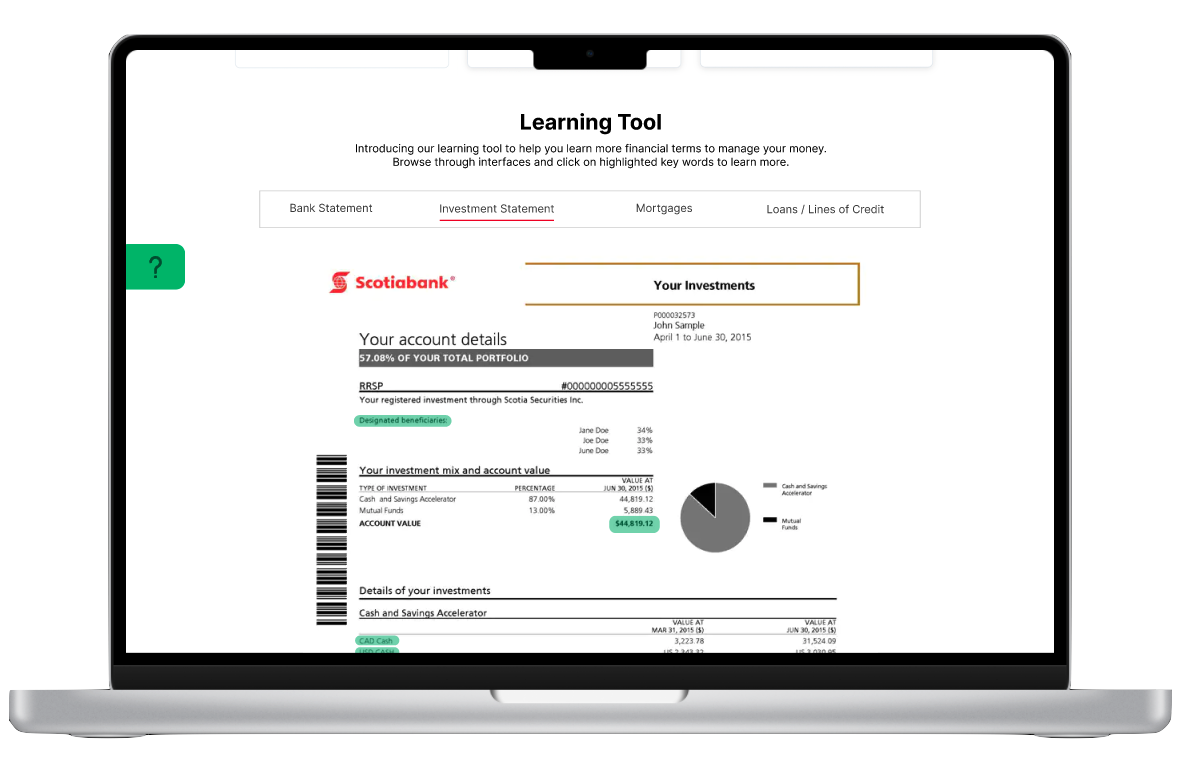 Learning Tool
Introducing our learning tool to help you learn more financial terms to manage your money.
Browse through interfaces and click on highlighted key words to learn more.
Bank Statement Investment Statement Mortgages Loans / Lines of Credit
?
Scotiabank®
Your Investments
P000032573
John Sample
April 1 to June 30, 2015
Your account details
57.08% OF YOUR TOTAL PORTFOLIO
RRSP #000000005555555
Your registered investment through Scotia Securities Inc.
Designated beneficiaries:
Jane Doe 34%
Joe Doe 33%
June Doe 33%
Your investment mix and account value
VALUE AT
TYPE OF INVESTMENT PERCENTAGE JUN 30, 2015 ($)
Cash and Savings Accelerator 87.00% 44,819.12
Mutual Funds 13.00% 5,889.43
ACCOUNT VALUE $44,819.12
Cash and Savings
Accelerator
Mutual
Funds
Details of your investments
Cash and Savings Accelerator
VALUE AT VALUE AT
MAR 31, 2015 ($) JUN 30, 2015 ($)
CAD Cash 3,223.78 31,524.09
USD CASH US 2,343.32 US 3,030.95